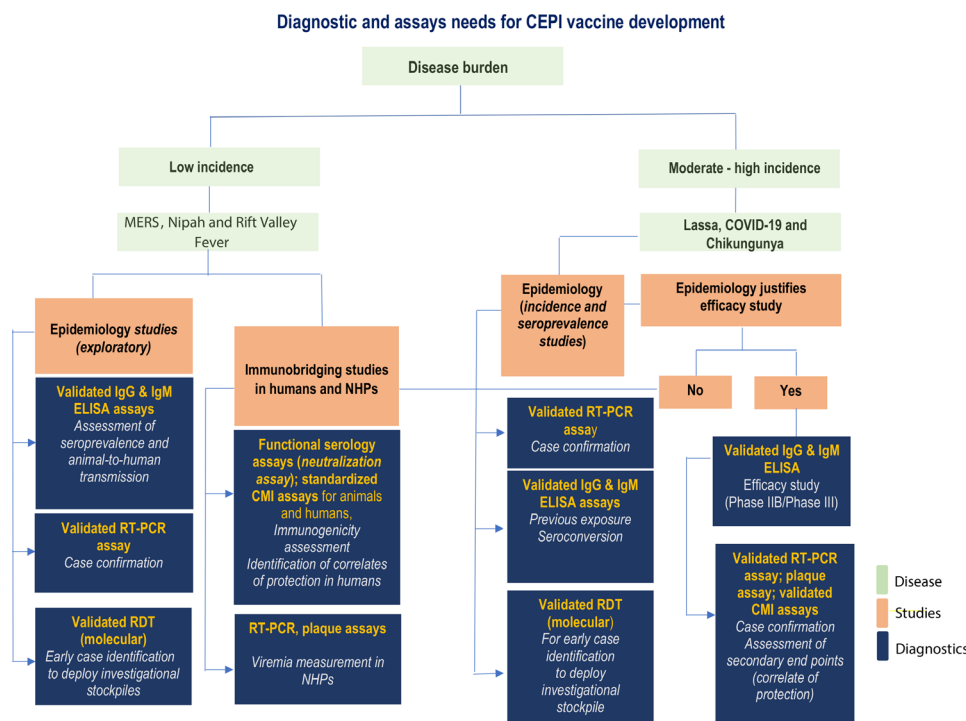 Diagnostic and assays needs for CEPI vaccine development
Disease burden
Low incidence
Moderate - high incidence
MERS, Nipah and Rift Valley
Fever
Lassa, COVID-19 and
Chikungunya
Epidemiology studies
(exploratory)
Validated IgG & IgM
ELISA assays
Assessment of
seroprevalence and
animal-to-human
transmission
Validated RT-PCR
assay
Case confirmation
Validated RDT
(molecular)
Early case identification
to deploy investigational
stockpiles
Immunobridging studies
in humans and NHPs
Functional serology
assays (neutralization
assay); standardized
CMI assays for animals
and humans,
Immunogenicity
assessment
Identification of correlates
of protection in humans
RT-PCR, plaque assays
Viremia measurement in
NHPs
Epidemiology
(incidence and
seroprevalence
studies)
Validated RT-PCR
assay
Case confirmation
Validated IgG & IgM
ELISA assays
Previous exposure
Seroconversion
Validated RDT
(molecular)
For early case
identification
to deploy
investigational
stockpile
Epidemiology justifies
efficacy study
No
Yes
Validated IgG & IgM
ELISA
Efficacy study
(Phase IIB/Phase III)
Validated RT-PCR
assay; plaque
assay; validated
CMI assays
Case confirmation
Assessment of
secondary end points
(correlate of
protection)
Disease
Studies
Diagnostics